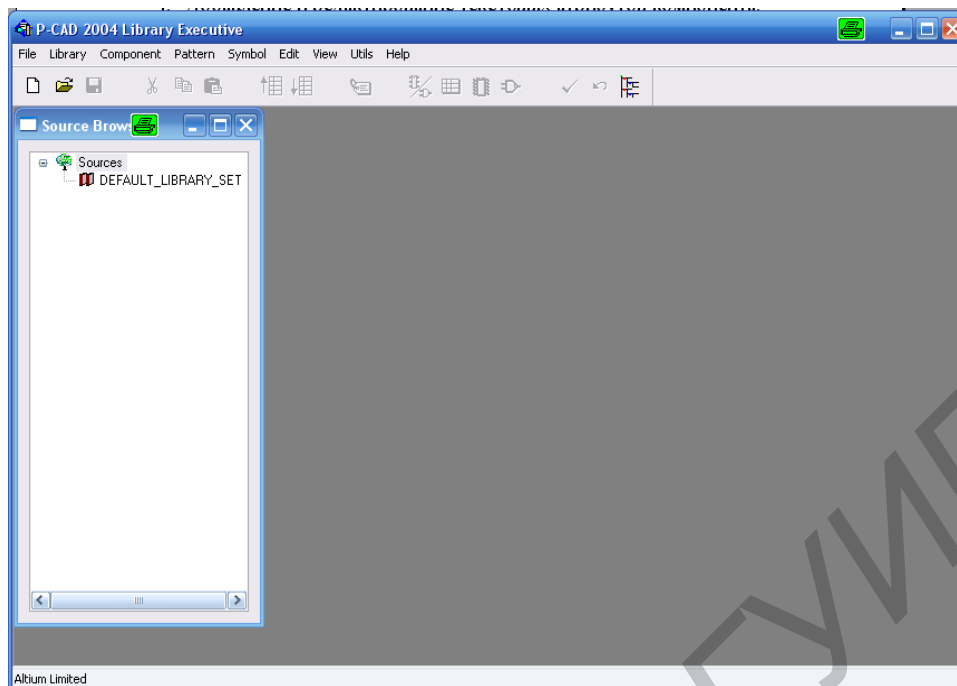 P-CAD 2004 Library Executive
File Library Component Pattern Symbol Edit View Utils Help
Source Brow
Sources
DEFAULT_LIBRARY_SET
ГУИР
Altium Limited